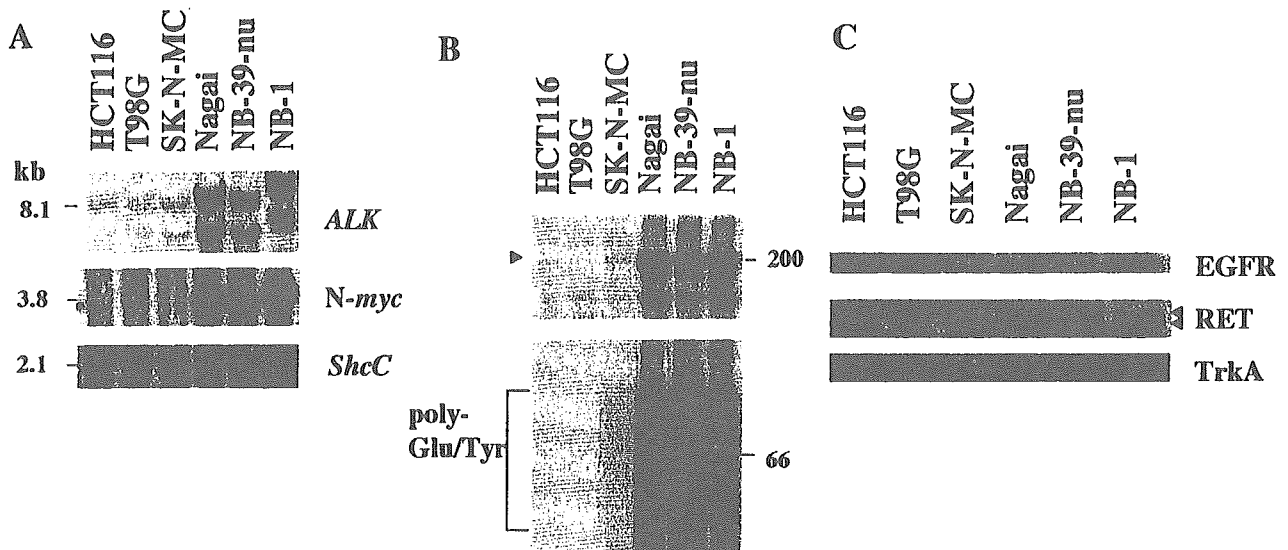 A
HCT116
T98G
SK-N-MC
Nagai
NB-39-nu
NB-1
kb
8.1
ALK
3.8
N-myc
2.1
ShcC
B
HCT116
T98G
SK-N-MC
Nagai
NB-39-nu
NB-1
200
poly-
Glu/Tyr
66
C
HCT116
T98G
SK-N-MC
Nagai
NB-39-nu
NB-1
EGFR
RET
TrkA